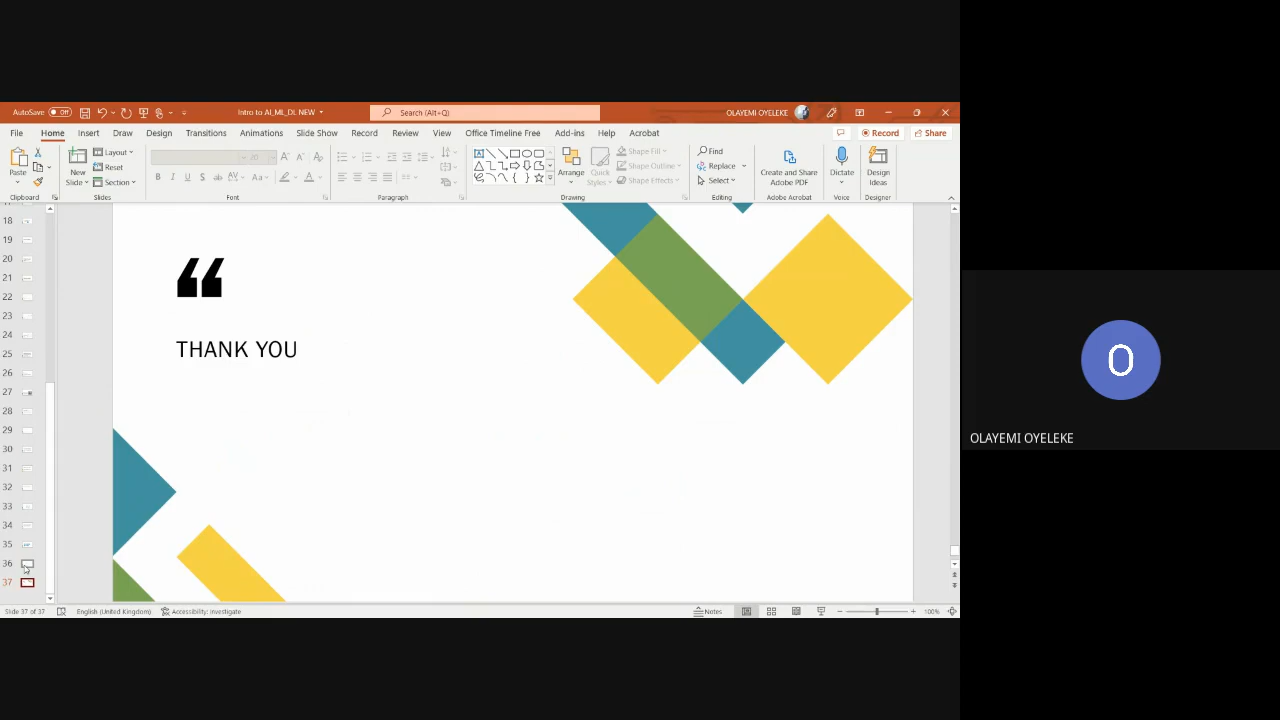 AutoSave Off
Intro to AI_ML_DL NEW
Search (Alt+Q)
OLAYEMI OYELEKE
File Home Insert Draw Design Transitions Animations Slide Show Record Review View Office Timeline Free Add-ins Help Acrobat
Record Share
Paste
Clipboard
New
Slide
Layout
Reset
Section
Slides
20
B I U S ab AV Aa A
Font
Paragraph
Arrange
Quick
Styles
Shape Fill
Shape Outline
Shape Effects
Drawing
Find
Replace
Select
Editing
Create and Share
Adobe PDF
Adobe Acrobat
Dictate
Voice
Design
Ideas
Designer
18
19
20
21
22
23
24
25
26
27
28
29
30
31
32
33
34
35
36
37
“
THANK YOU
O
OLAYEMI OYELEKE
Slide 37 of 37
English (United Kingdom)
Accessibility: Investigate
Notes
100%